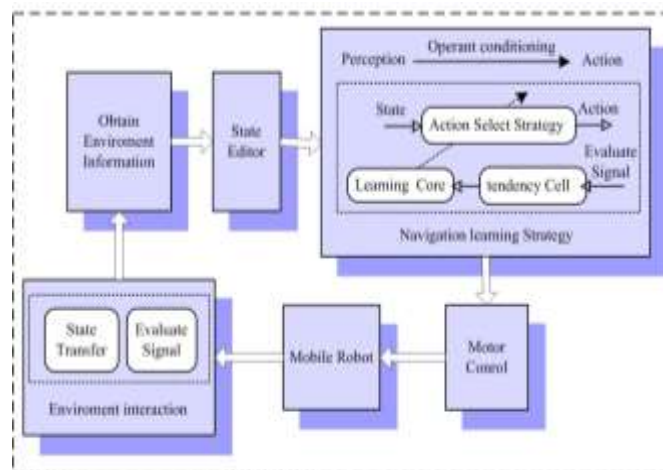 Obtain
Enviroment
Information
State
Editor
Operant conditioning
Perception
Action
State
Action Select Strategy
Action
Evaluate
Signal
Learning Core
tendency Cell
Navigation learning Strategy
State
Transfer
Evaluate
Signal
Enviroment interaction
Mobile Robot
Motor
Conrol